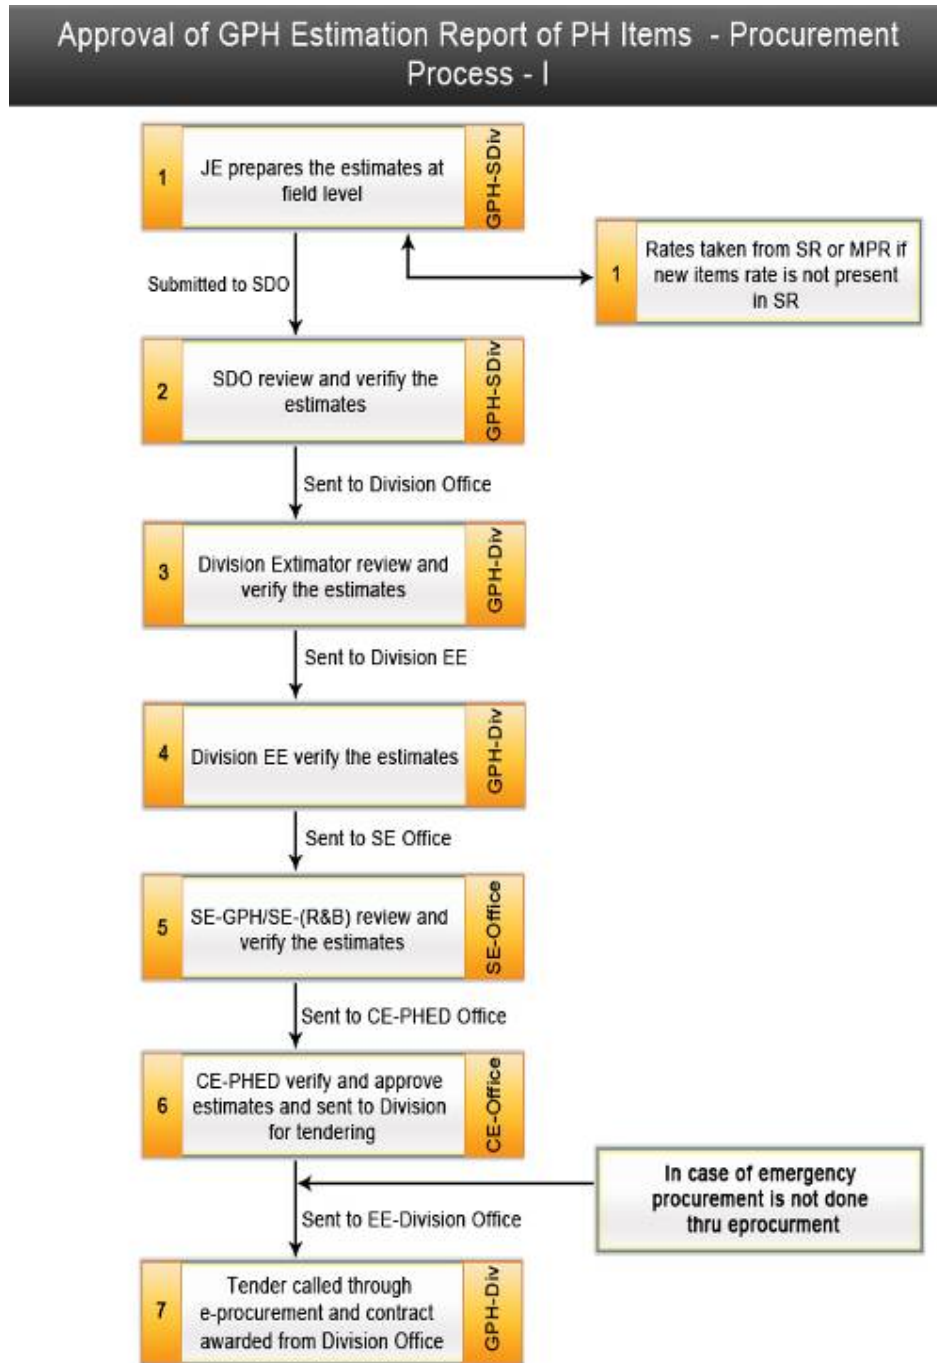 Approval of GPH Estimation Report of PH Items - Procurement
Process - I
1
JE prepares the estimates at
field level
GPH-SDiv
1
Rates taken from SR or MPR if
new items rate is not present
in SR
Submitted to SDO
2
SDO review and verifiy the
estimates
GPH-SDiv
Sent to Division Office
3
Division Extimator review and
verify the estimates
GPH-Div
Sent to Division EE
4
Division EE verify the estimates
GPH-Div
Sent to SE Office
5
SE-GPH/SE-(R&B) review and
verify the estimates
SE-Office
Sent to CE-PHED Office
6
CE-PHED verify and approve
estimates and sent to Division
for tendering
CE-Office
In case of emergency
procurement is not done
thru eprocurment
Sent to EE-Division Office
7
Tender called through
e-procurement and contract
awarded from Division Office
GPH-Div